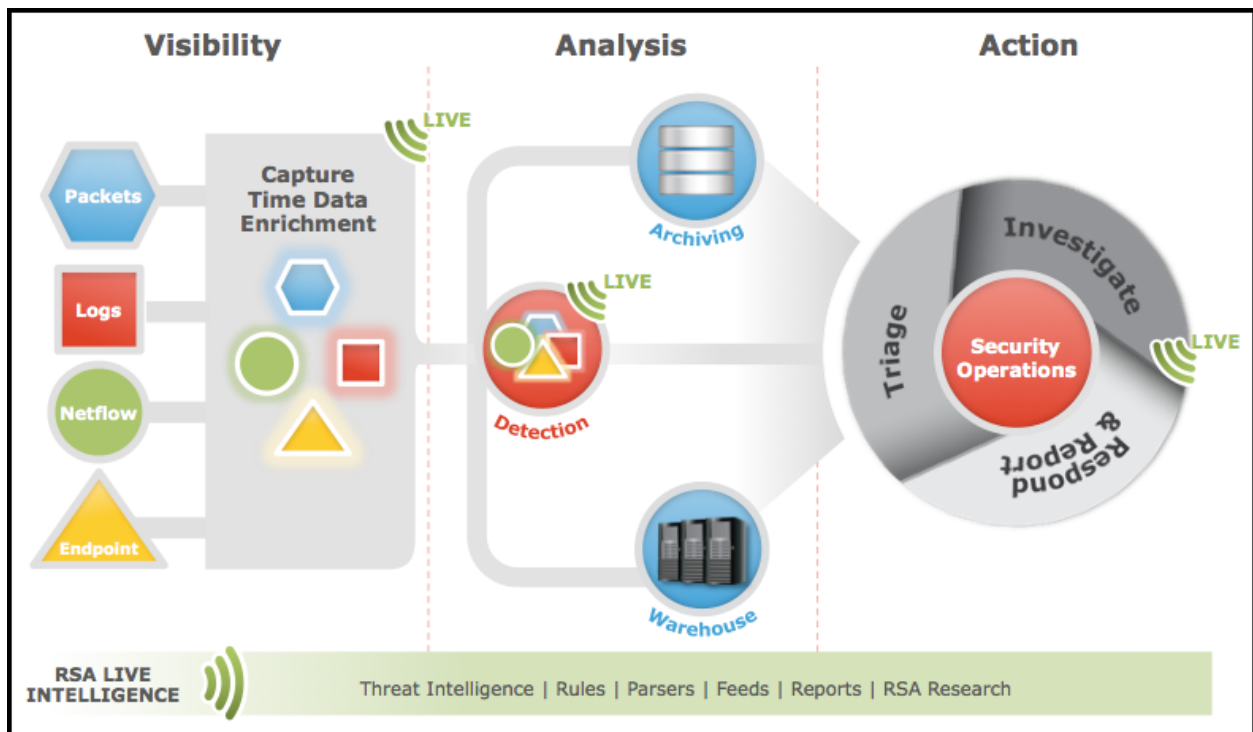 Visibility
Analysis
Action
LIVE
Packets
Capture
Time Data
Enrichment
Logs
Netflow
Endpoint
Archiving
LIVE
Detection
Warehouse
Triage
Investigate
LIVE
Security
Operations
Respond
& Report
RSA LIVE
INTELLIGENCE
Threat Intelligence | Rules | Parsers | Feeds | Reports | RSA Research